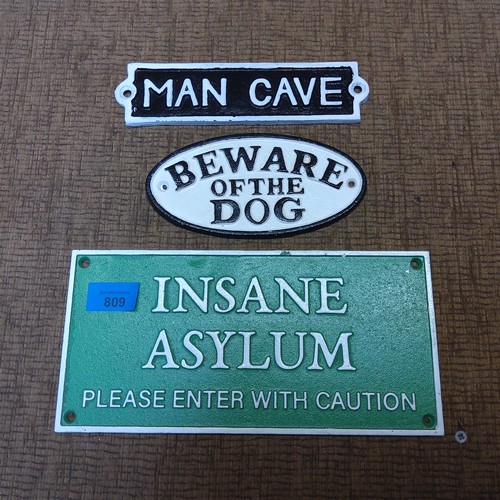 MAN CAVE
BEWARE
OF THE
DOG
809
INSANE
ASYLUM
PLEASE ENTER WITH CAUTION